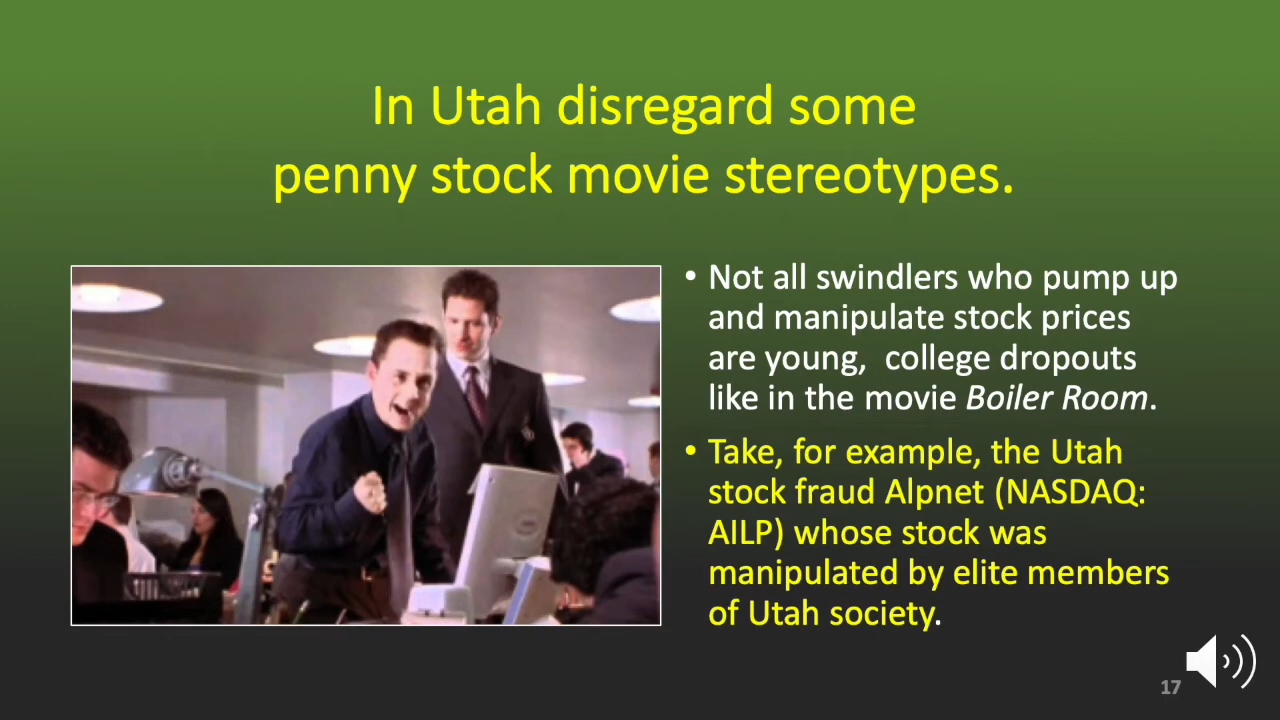 In Utah disregard some
penny stock movie stereotypes.
• Not all swindlers who pump up
and manipulate stock prices
are young,  college dropouts
like in the movie Boiler Room.
• Take, for example, the Utah
stock fraud Alpnet (NASDAQ:
AILP) whose stock was
manipulated by elite members
of Utah society.
17